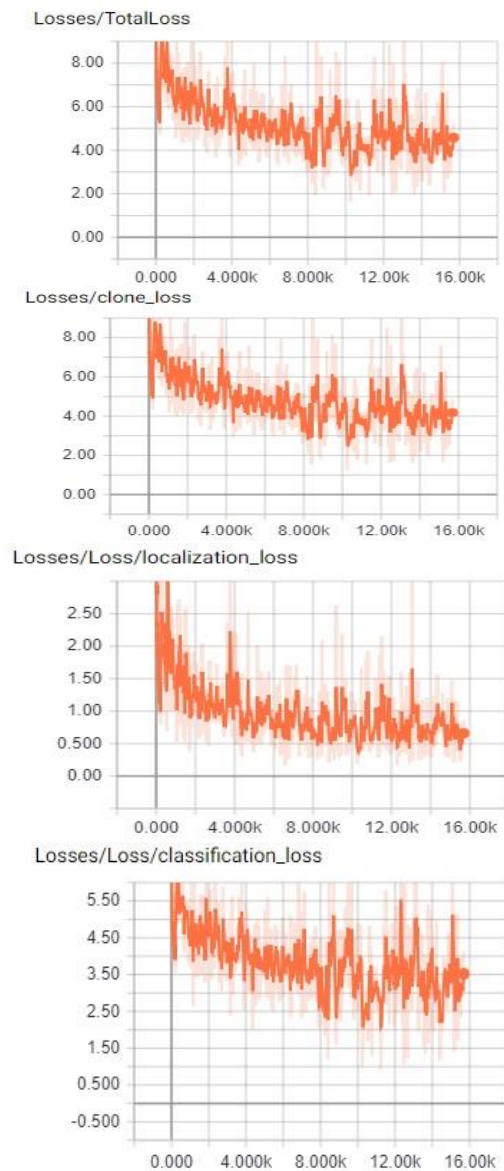 Losses/TotalLoss
8.00
6.00
4.00
2.00
0.00
0.000 4.000k 8.000k 12.00k 16.00k
Losses/clone_loss
8.00
6.00
4.00
2.00
0.00
0.000 4.000k 8.000k 12.00k 16.00k
Losses/Loss/localization_loss
2.50
2.00
1.50
1.00
0.500
0.00
0.000 4.000k 8.000k 12.00k 16.00k
Losses/Loss/classification_loss
5.50
4.50
3.50
2.50
1.50
0.500
-0.500
0.000 4.000k 8.000k 12.00k 16.00k